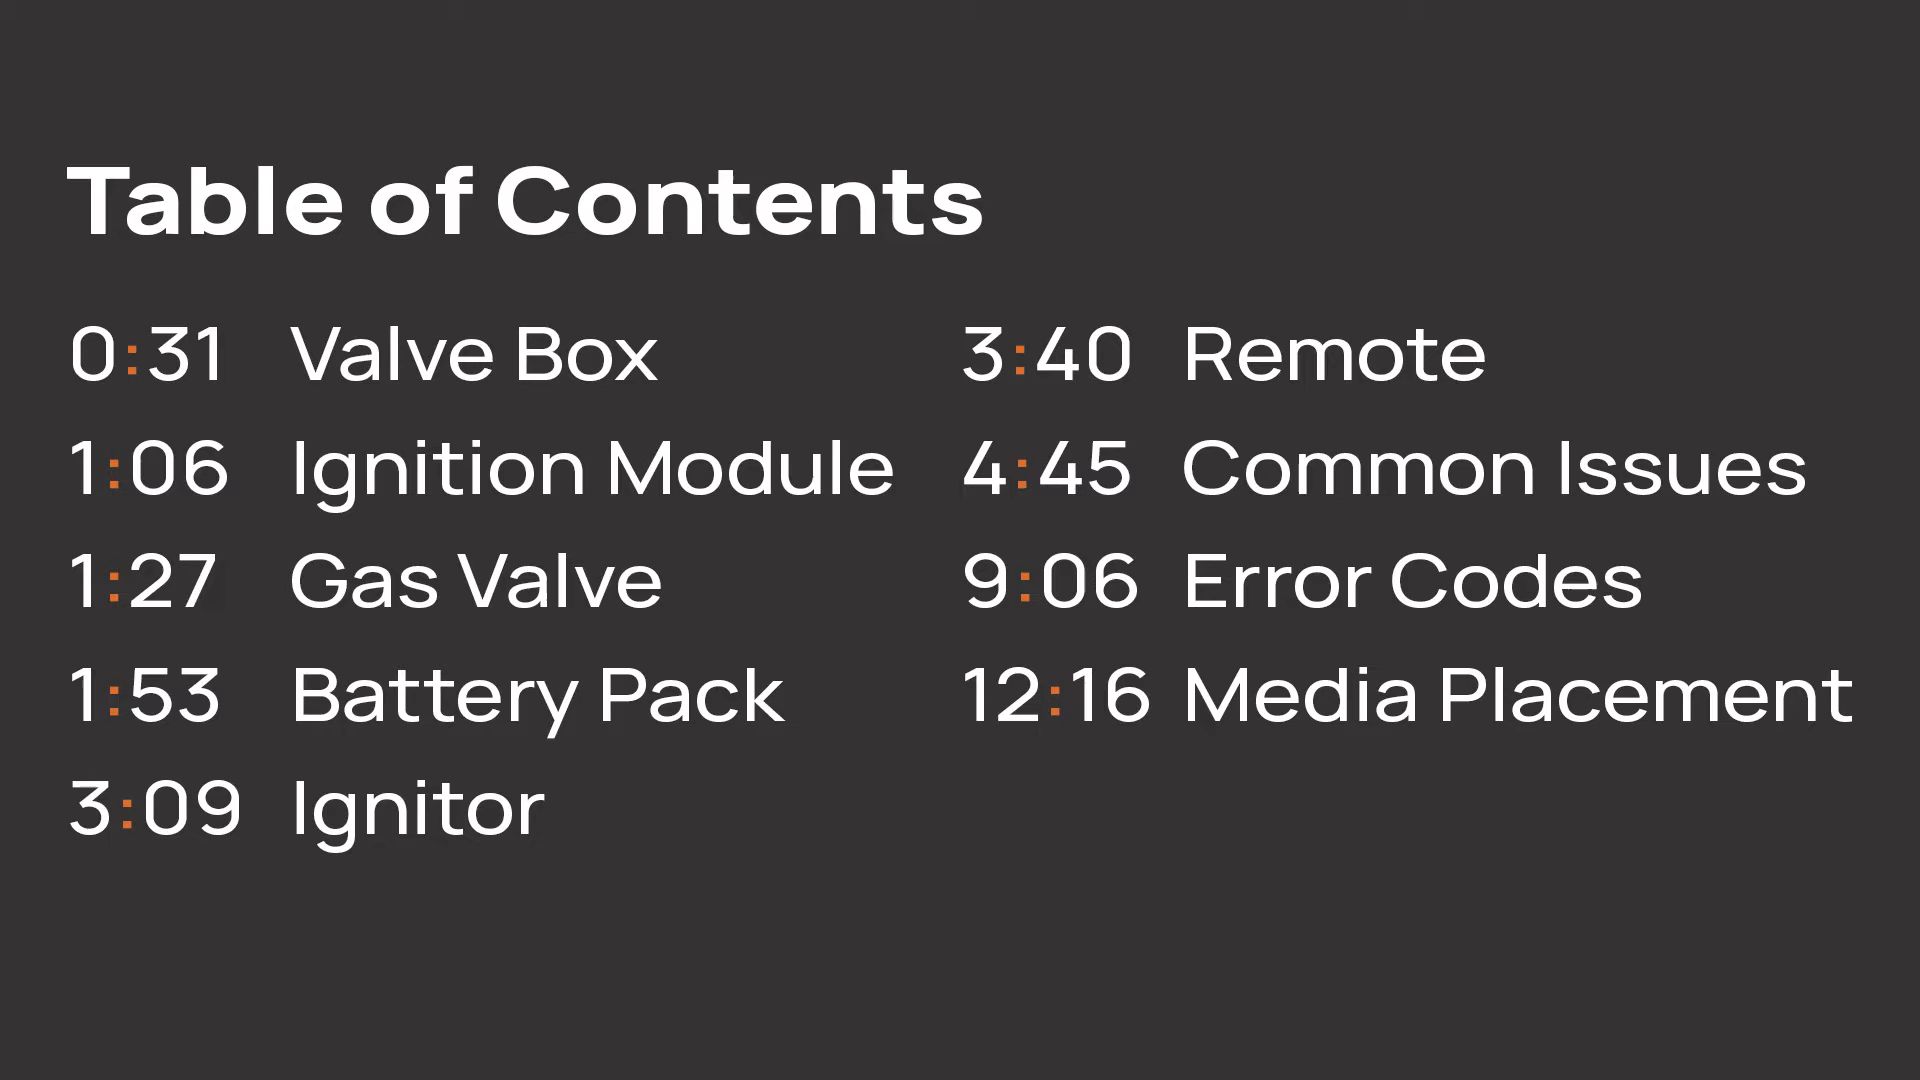 Table of Contents
0:31 Valve Box
1:06 Ignition Module
1:27 Gas Valve
1:53 Battery Pack
3:09 Ignitor
3:40 Remote
4:45 Common Issues
9:06 Error Codes
12:16 Media Placement